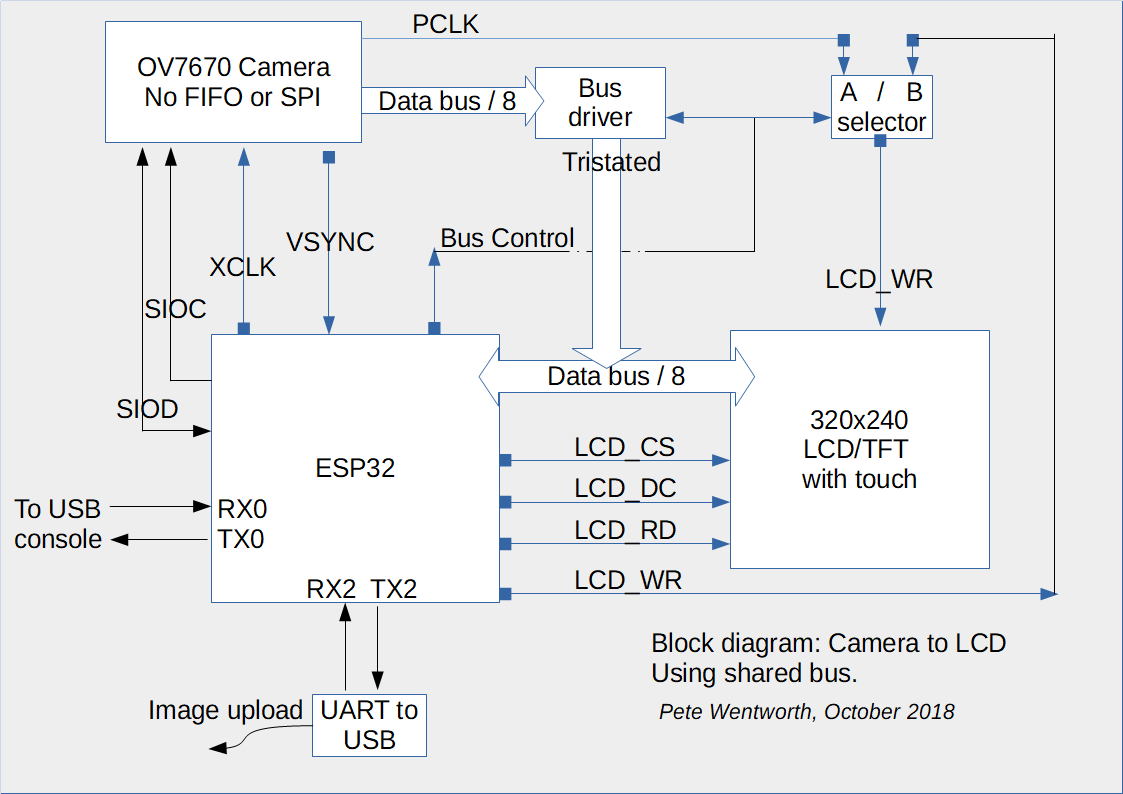 PCLK
OV7670 Camera
No FIFO or SPI
Data bus / 8
Bus
driver
A / B
selector
Tristated
Bus Control
VSYNC
XCLK
SIOC
SIOD
LCD_WR
Data bus / 8
320x240
LCD/TFT
with touch
ESP32
LCD_CS
LCD_DC
LCD_RD
LCD_WR
To USB
console
RX0
TX0
RX2 TX2
Block diagram: Camera to LCD
Using shared bus.
Pete Wentworth, October 2018
Image upload
UART to
USB